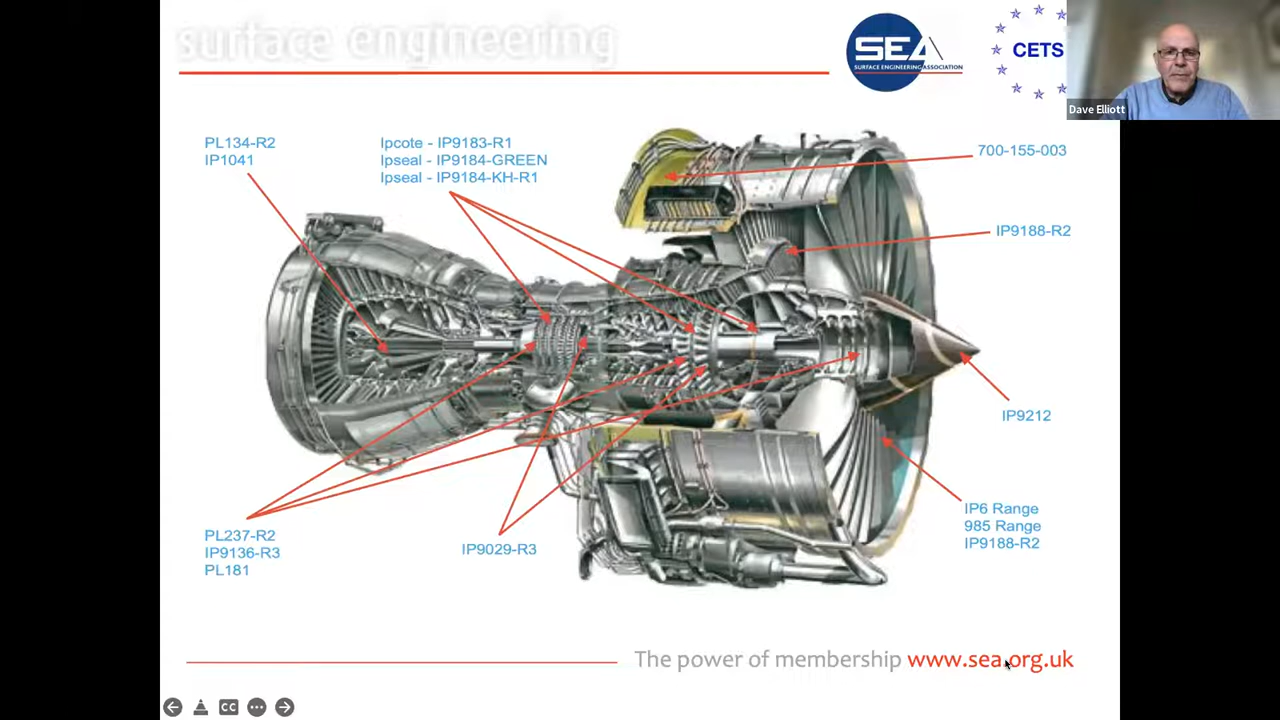 surface engineering
SEA
SURFACE ENGINEERING ASSOCIATION
CETS
Dave Elliott
PL134-R2
IP1041
Ipcote - IP9183-R1
Ipseal - IP9184-GREEN
Ipseal - IP9184-KH-R1
700-155-003
IP9188-R2
IP9212
IP6 Range
985 Range
IP9188-R2
PL237-R2
IP9136-R3
PL181
IP9029-R3
The power of membership www.sea.org.uk
CC